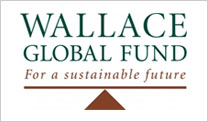 WALLACE
GLOBAL FUND
For a sustainable future